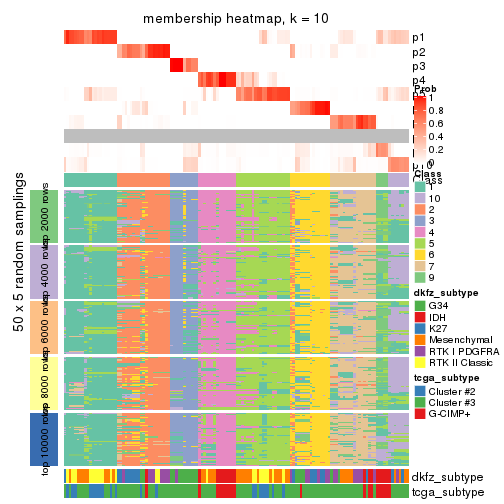 membership heatmap, k = 10
p1
p2
p3
p4
Prob
1
0.8
0.6
0.4
0.2
0
Class
Class
1
10
2
3
4
5
6
7
9
50 x 5 random samplings
top 2000 rows
top 4000 rows
top 6000 rows
top 8000 rows
top 10000 rows
dkfz_subtype
G34
IDH
K27
Mesenchymal
RTK I PDGFRA
RTK II Classic
tcga_subtype
Cluster #2
Cluster #3
G-CIMP+
dkfz_subtype
tcga_subtype